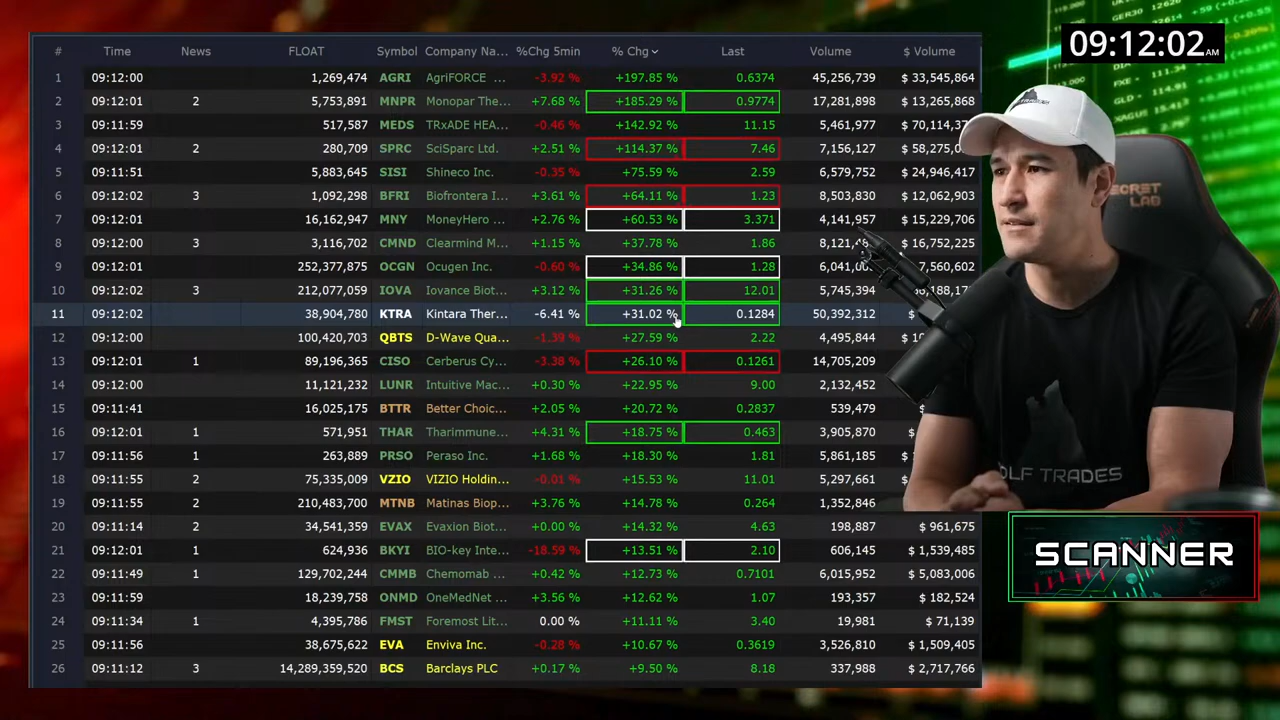 09:12:02 AM
# Time News FLOAT Symbol Company Na... %Chg 5min % Chg Last Volume $ Volume
1 09:12:00 1,269,474 AGRI AgriFORCE ... -3.92 % +197.85 % 0.6374 45,256,739 $ 33,545,864
2 09:12:01 2 5,753,891 MNPR Monopar The... +7.68 % +185.29 % 0.9774 17,281,898 $ 13,265,868
3 09:11:59 517,587 MEDS TRxADE HEA... -0.46 % +142.92 % 11.15 5,461,977 $ 70,114,37
4 09:12:01 2 280,709 SPRC SciSparc Ltd. +2.51 % +114.37 % 7.46 7,156,127 $ 58,275,0
5 09:11:51 5,626,645 SISI Shineco Inc. -0.35 % +75.59 % 2.59 6,579,752 $ 24,946,417
6 09:12:02 3 1,092,298 BFRI Biofrontera I... +3.61 % +64.11 % 1.23 8,503,830 $ 12,062,903
7 09:12:01 16,162,947 MNY MoneyHero ... +2.76 % +60.53 % 3.371 4,141,957 $ 15,229,706
8 09:12:00 3 3,116,702 CMND Clearmind M... +1.15 % +37.78 % 1.86 8,121, $ 16,752,225
9 09:12:01 252,377,875 OCGN Ocugen Inc. -0.60 % +34.86 % 1.28 6,041,0 7,560,602
10 09:12:02 3 212,077,059 IOVA Iovance Biot... +3.12 % +31.26 % 12.01 5,745,394
11 09:12:02 38,904,780 KTRA Kintara Ther... -6.41 % +31.02 % 0.1284 50,392,312 $
12 09:12:00 100,420,703 QBTS D-Wave Qua... -1.39 % +27.59 % 2.22 4,495,844 $
13 09:12:01 1 89,196,365 CISO Cerberus Cy... -3.38 % +26.10 % 0.1261 14,705,209
14 09:12:00 11,121,232 LUNR Intuitive Mac... +0.30 % +22.95 % 9.00 2,132,452
15 09:11:41 16,025,175 BTTR Better Choic... +2.05 % +20.72 % 0.2837 539,479 $
16 09:12:01 1 571,951 THAR Tharimmune... +4.31 % +18.75 % 0.463 3,905,870 $
17 09:11:56 1 263,889 PRSO Peraso Inc. +1.68 % +18.30 % 1.81 5,861,185 $
18 09:11:55 2 75,335,009 VZIO VIZIO Holdin... -0.01 % +15.53 % 11.01 5,297,661 $
19 09:11:55 2 210,483,700 MTNB Matinas Biop... +3.76 % +14.78 % 0.264 1,352,846 $
20 09:11:14 2 34,541,359 EVAX Evaxion Biot... +0.00 % +14.32 % 4.63 198,887 $ 961,675
21 09:11:50 1 624,936 BKYI BIO-key Inte... -18.59 % +13.51 % 2.10 606,145 $ 1,539,485
22 09:11:49 1 129,702,244 CMMB Chemomab ... +0.42 % +12.73 % 0.7101 6,015,952 $ 5,083,006
23 09:11:59 18,239,753 ONMD OneMedNet ... +3.56 % +12.62 % 1.07 193,357 $ 182,524
24 09:11:34 1 4,395,786 FMST Foremost Lit... 0.00 % +11.11 % 3.40 19,981 $ 71,139
25 09:11:56 38,675,622 EVA Enviva Inc. -0.28 % +10.67 % 0.3619 3,526,810 $ 1,509,405
26 09:11:12 3 14,289,359,520 BCS Barclays PLC +0.17 % +9.50 % 8.18 337,988 $ 2,717,766
SECRET
LAB
OLF TRADES
SCANNER